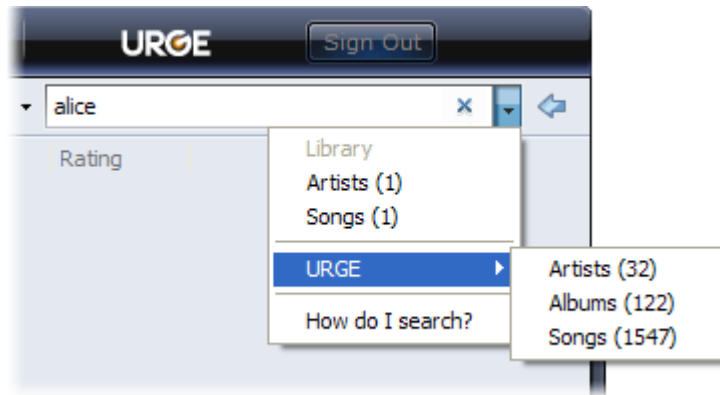 URGE Sign Out
alice
Rating
Library
Artists (1)
Songs (1)
URGE
How do I search?
Artists (32)
Albums (122)
Songs (1547)